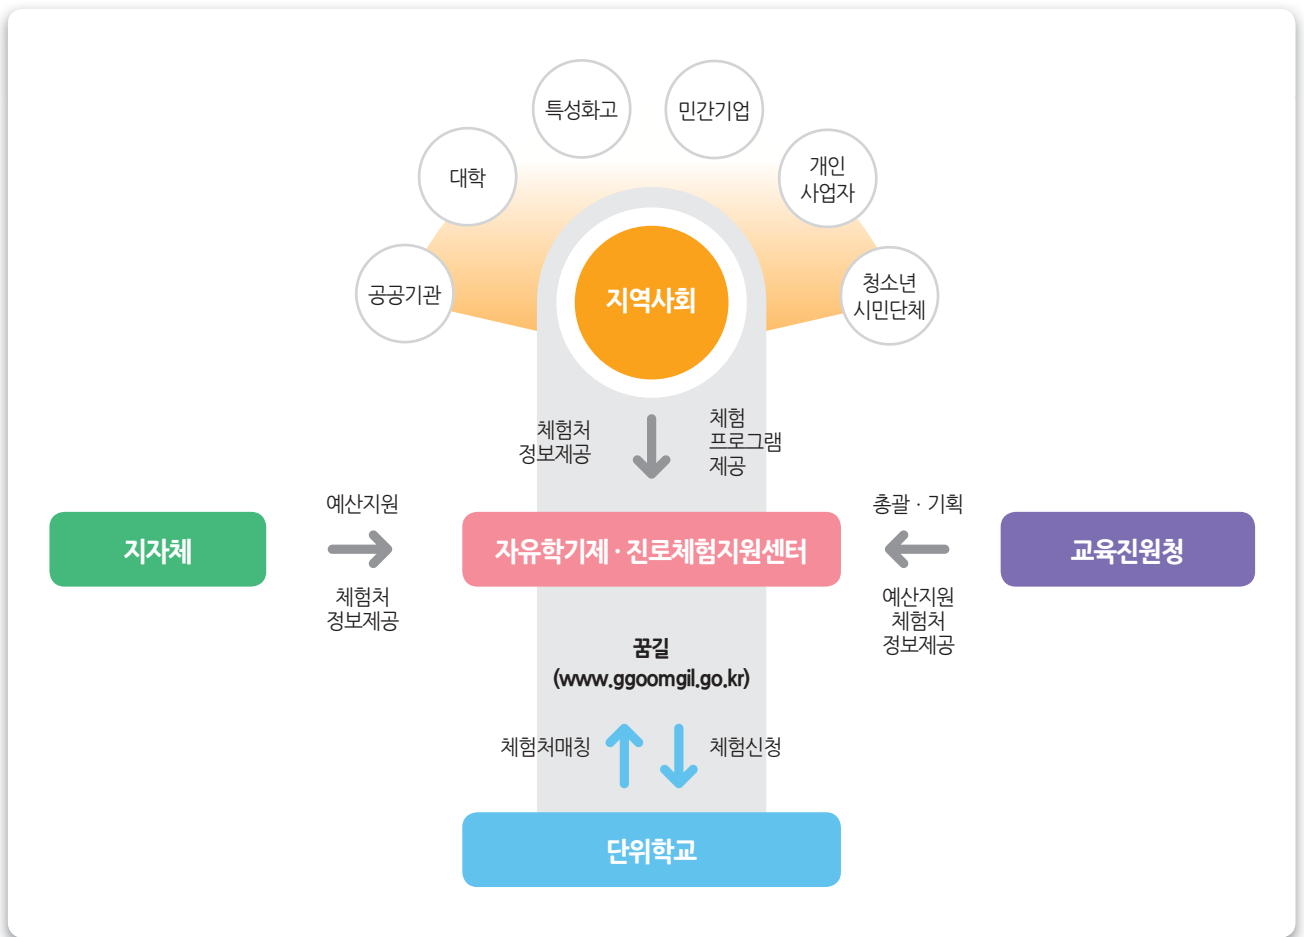 특성화고
민간기업
대학
개인
사업자
공공기관
지역사회
청소년
시민단체
체험처
정보제공
체험
프로그램
제공
예산지원
총괄 · 기획
지자체
자유학기제 · 진로체험지원센터
교육진원청
체험처
정보제공
예산지원
체험처
정보제공
꿈길
(www.ggoomgil.go.kr)
체험처매칭
체험신청
단위학교